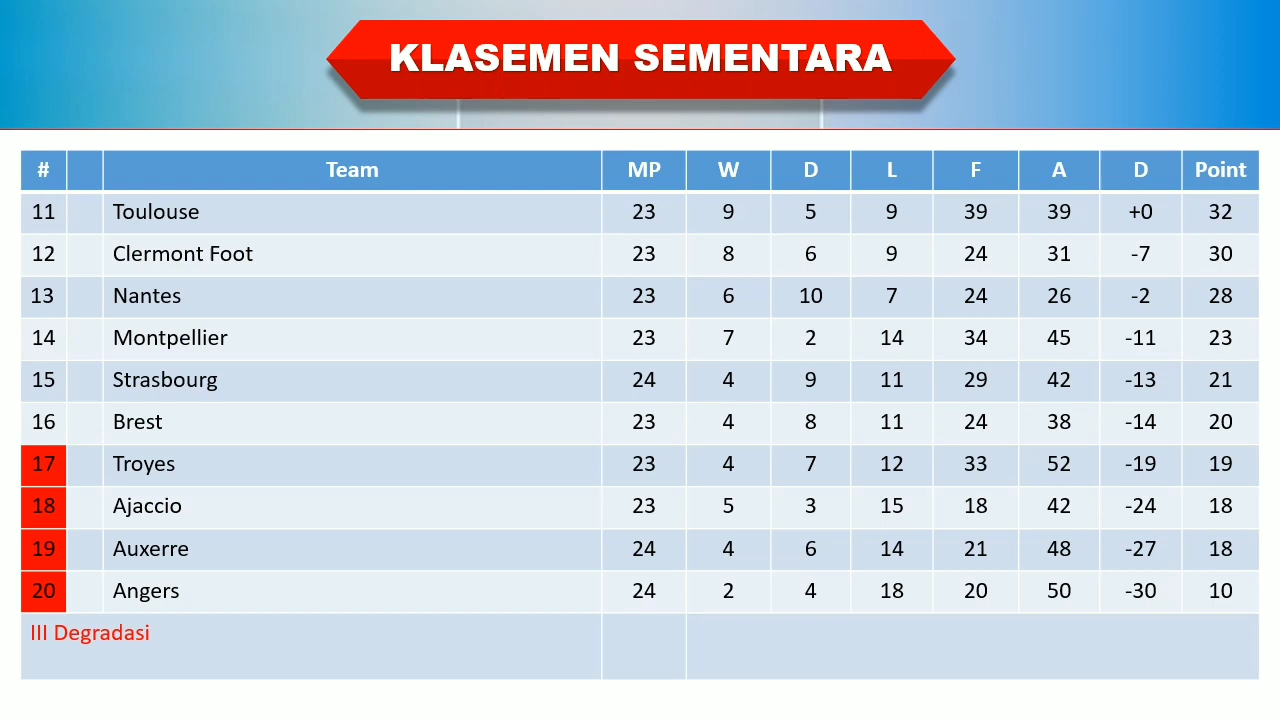 KLASEMEN SEMENTARA
# Team MP W D L F A D Point
11 Toulouse 23 9 5 9 39 39 +0 32
12 Clermont Foot 23 8 6 9 24 31 -7 30
13 Nantes 23 6 10 7 24 26 -2 28
14 Montpellier 23 7 2 14 34 45 -11 23
15 Strasbourg 24 4 9 11 29 42 -13 21
16 Brest 23 4 8 11 24 38 -14 20
17 Troyes 23 4 7 12 33 52 -19 19
18 Ajaccio 23 5 3 15 18 42 -24 18
19 Auxerre 24 4 6 14 21 48 -27 18
20 Angers 24 2 4 18 20 50 -30 10
III Degradasi